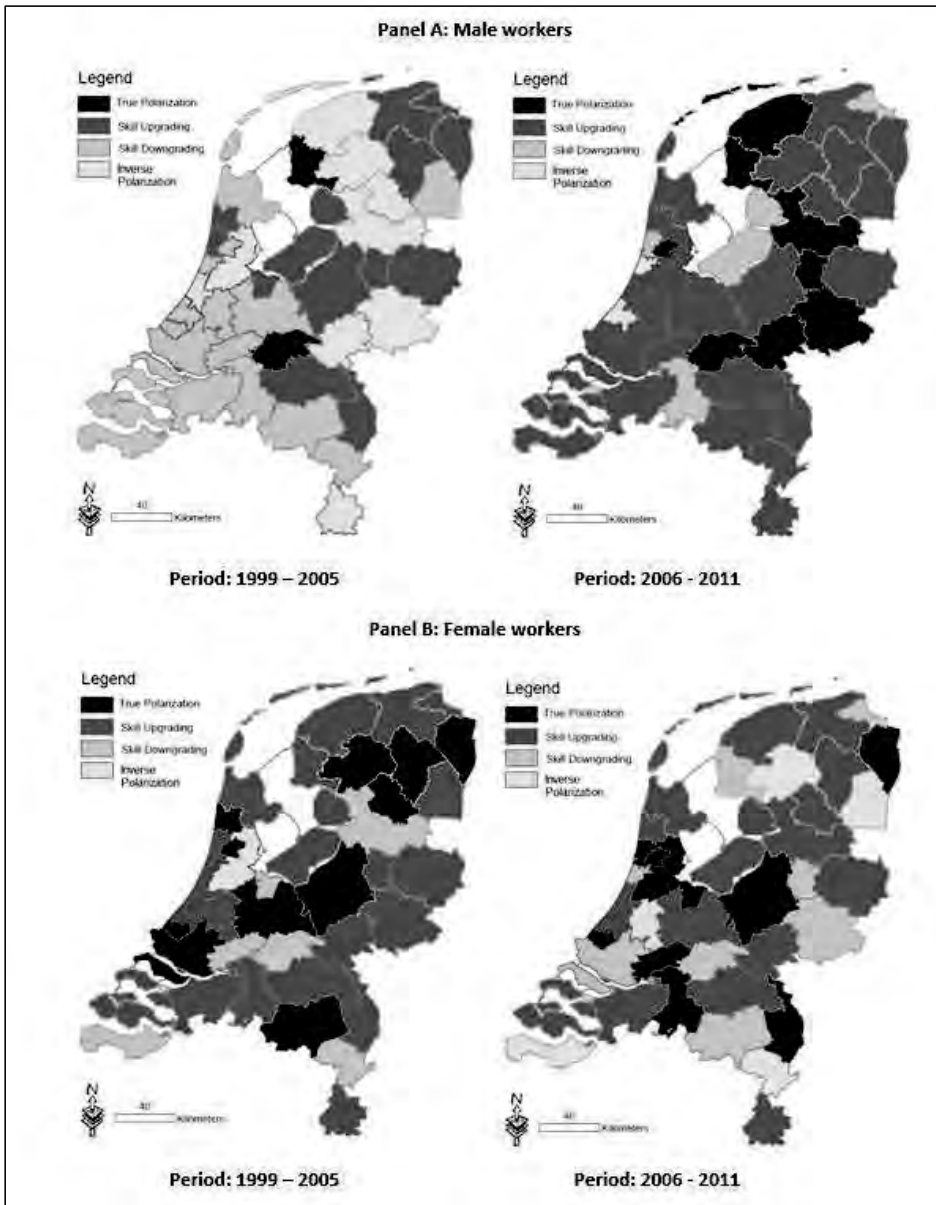 Panel A: Male workers
Legend
True Polarization
Skill Upgrading
Skill Downgrading
Inverse
Polarization
N
40
Kilometers
Period: 1999 – 2005
Legend
True Polarization
Skill Upgrading
Skill Downgrading
Inverse
Polarization
N
40
Kilometers
Period: 2006 - 2011
Panel B: Female workers
Legend
True Polarization
Skill Upgrading
Skill Downgrading
Inverse
Polarization
N
40
Kilometers
Period: 1999 – 2005
Legend
True Polarization
Skill Upgrading
Skill Downgrading
Inverse
Polarization
N
40
Kilometers
Period: 2006 - 2011